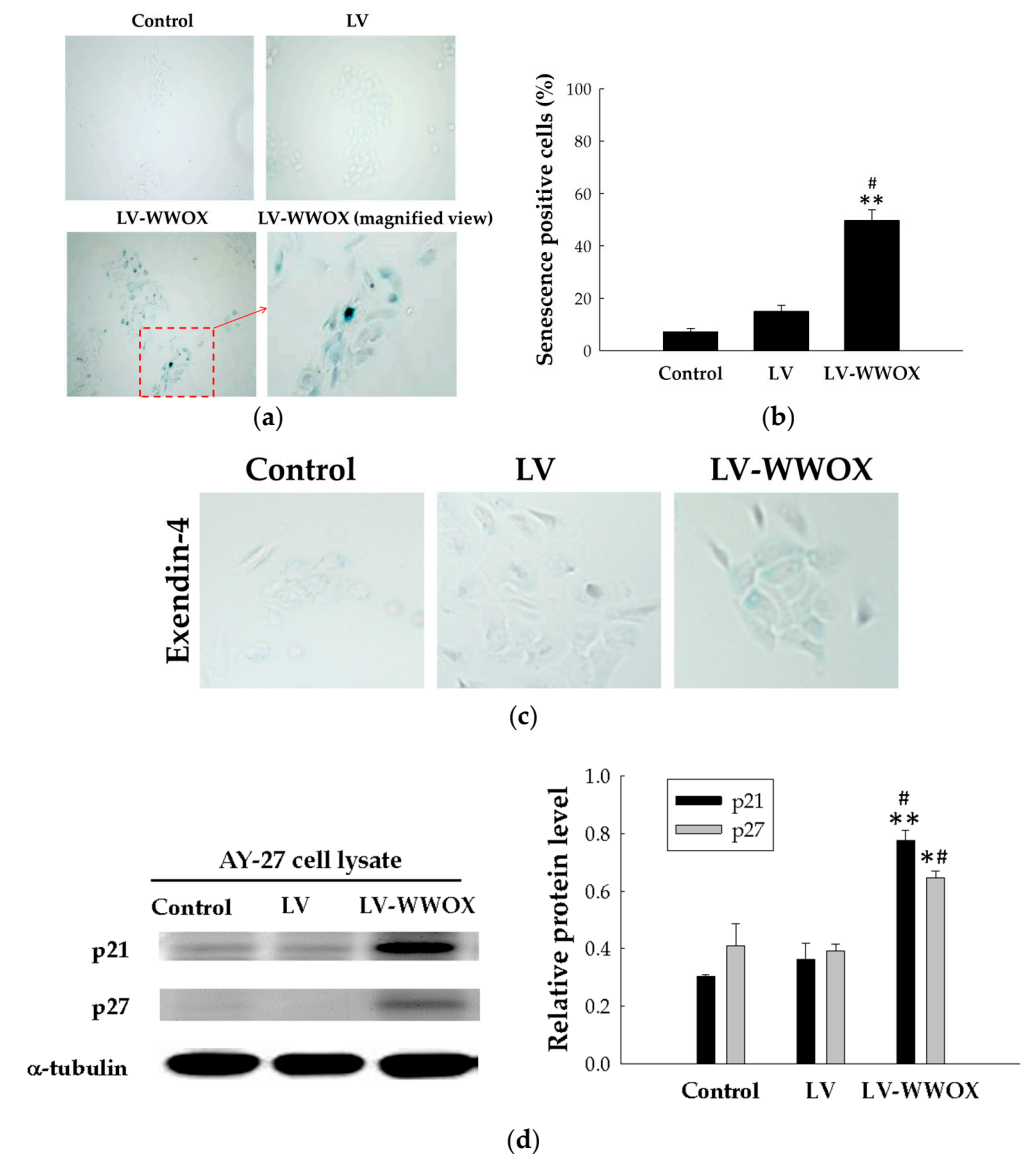 Control
LV
LV-WWOX
LV-WWOX (magnified view)
(a)
Senescence positive cells (%)
100
80
60
40
20
0
#
**
Control
LV
LV-WWOX
(b)
Control
LV
LV-WWOX
Exendin-4
(c)
AY-27 cell lysate
Control
LV
LV-WWOX
p21
p27
α-tubulin
Relative protein level
1.0
0.8
0.6
0.4
0.2
0.0
p21
p27
#
**
*#
Control
LV
LV-WWOX
(d)